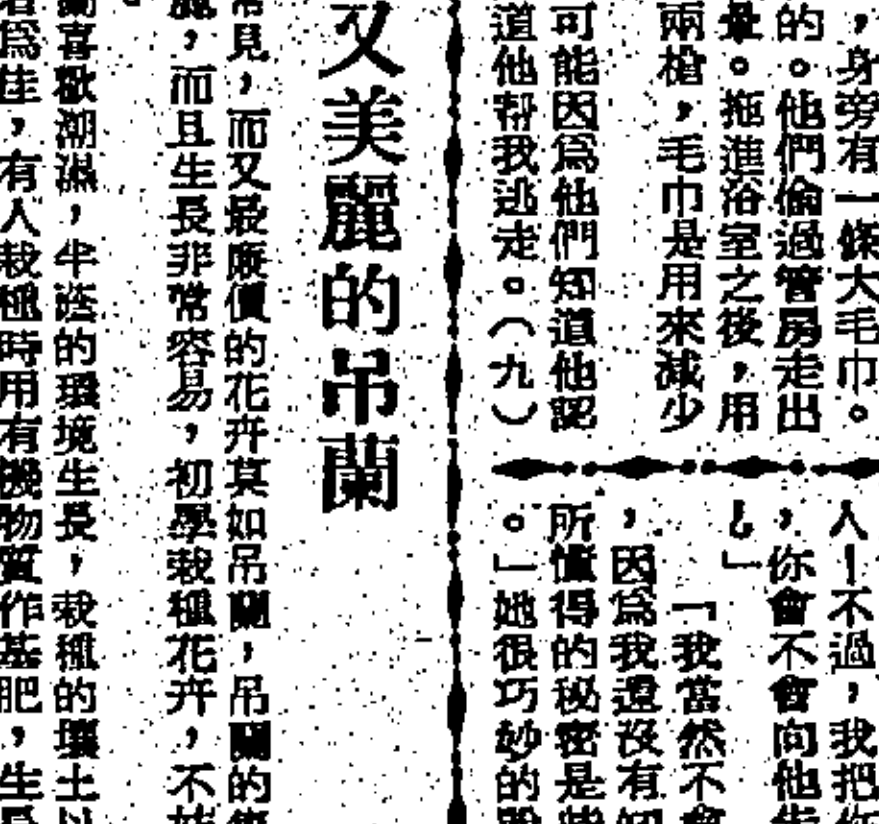 ，身旁有一條大毛巾。
的。他們偷過管房走出
量。拖進浴室之後，用
兩槍，毛巾是用來減少
可能因爲他們知道他認
道他帮我逃走。（九）
人！不過，我把你
，你會不會向他告
？」
「我當然不會
，因爲我還沒有
所懂得的秘密是
。」她很巧妙的
又美麗的吊蘭
常見，而又最廉價的花卉莫如吊蘭，吊蘭的
麗，而且生長非常容易，初學栽種花卉，不妨
蘭喜歡潮濕，半蔭的環境生長，栽種的壤土以
爲佳，有人栽種時用有機物質作基肥，生長